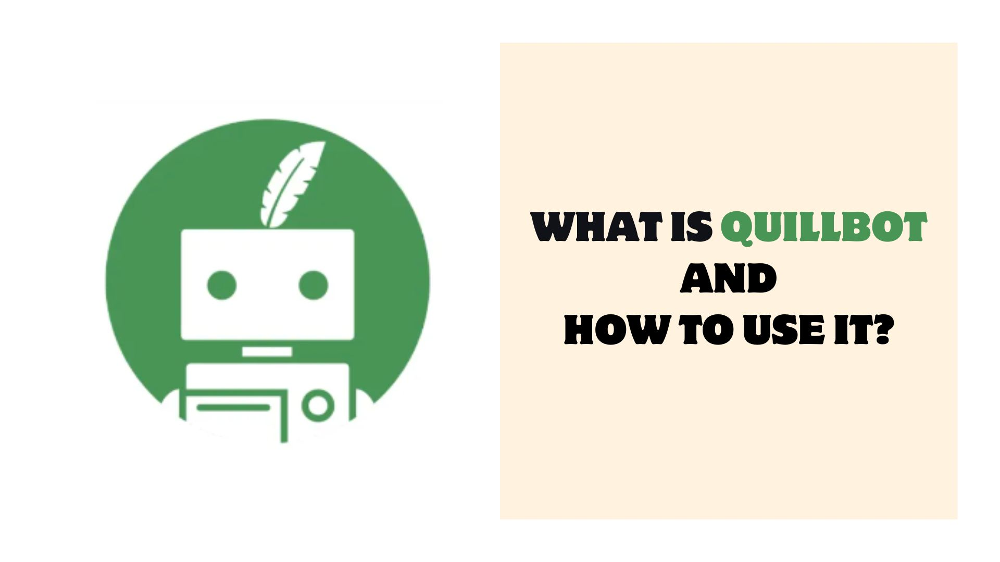 WHAT IS QUILLBOT
AND
HOW TO USE IT?